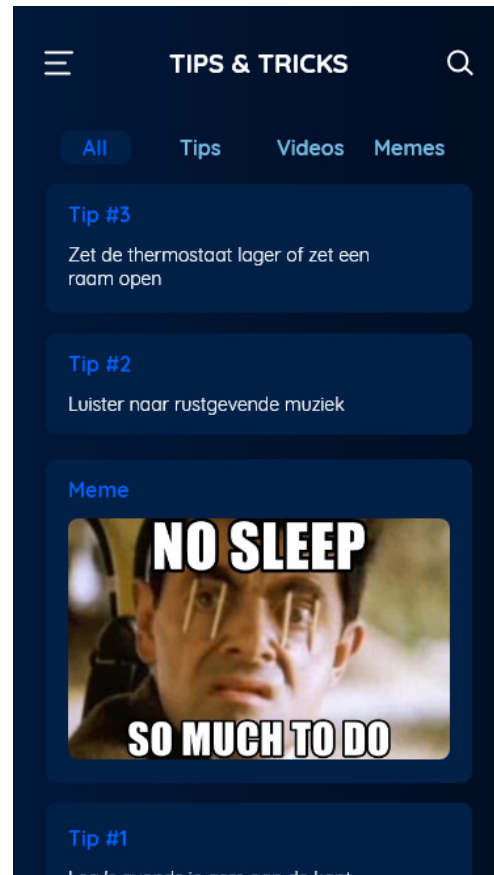 TIPS & TRICKS
All Tips Videos Memes
Tip #3
Zet de thermostaat lager of zet een
raam open
Tip #2
Luister naar rustgevende muziek
Meme
NO SLEEP
SO MUCH TO DO
Tip #1